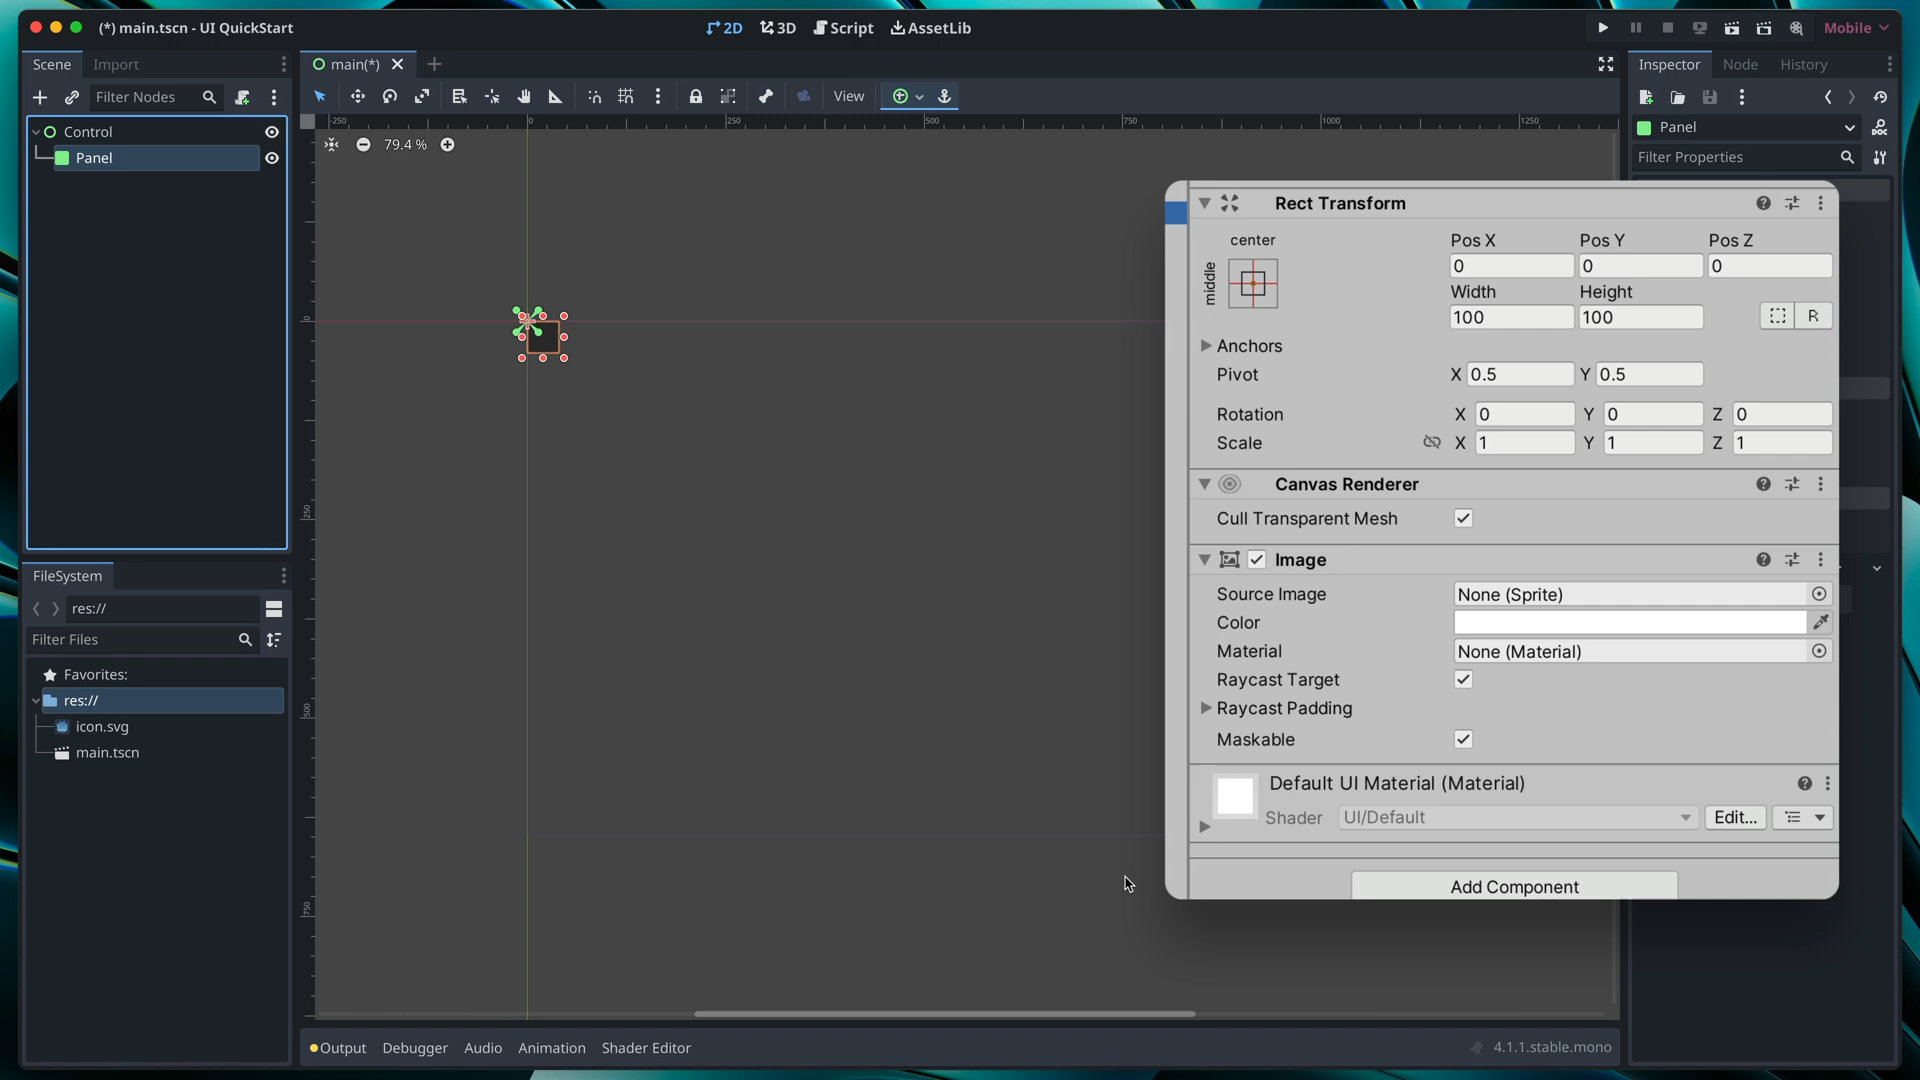 (*) main.tscn - UI QuickStart
2D
3D
Script
AssetLib
Mobile
Scene
Import
main(*)
Inspector
Node
History
Filter Nodes
View
Control
Panel
Panel
Filter Properties
-250
0
250
500
750
1000
1250
79.4 %
0
250
500
750
Rect Transform
center
middle
Pos X
Pos Y
Pos Z
0
0
0
Width
Height
100
100
R
Anchors
Pivot
X 0.5
Y 0.5
Rotation
X 0
Y 0
Z 0
Scale
X 1
Y 1
Z 1
Canvas Renderer
Cull Transparent Mesh
Image
Source Image
None (Sprite)
Color
Material
None (Material)
Raycast Target
Raycast Padding
Maskable
Default UI Material (Material)
Shader
UI/Default
Edit...
Add Component
FileSystem
res://
Filter Files
Favorites:
res://
icon.svg
main.tscn
Output
Debugger
Audio
Animation
Shader Editor
4.1.1.stable.mono